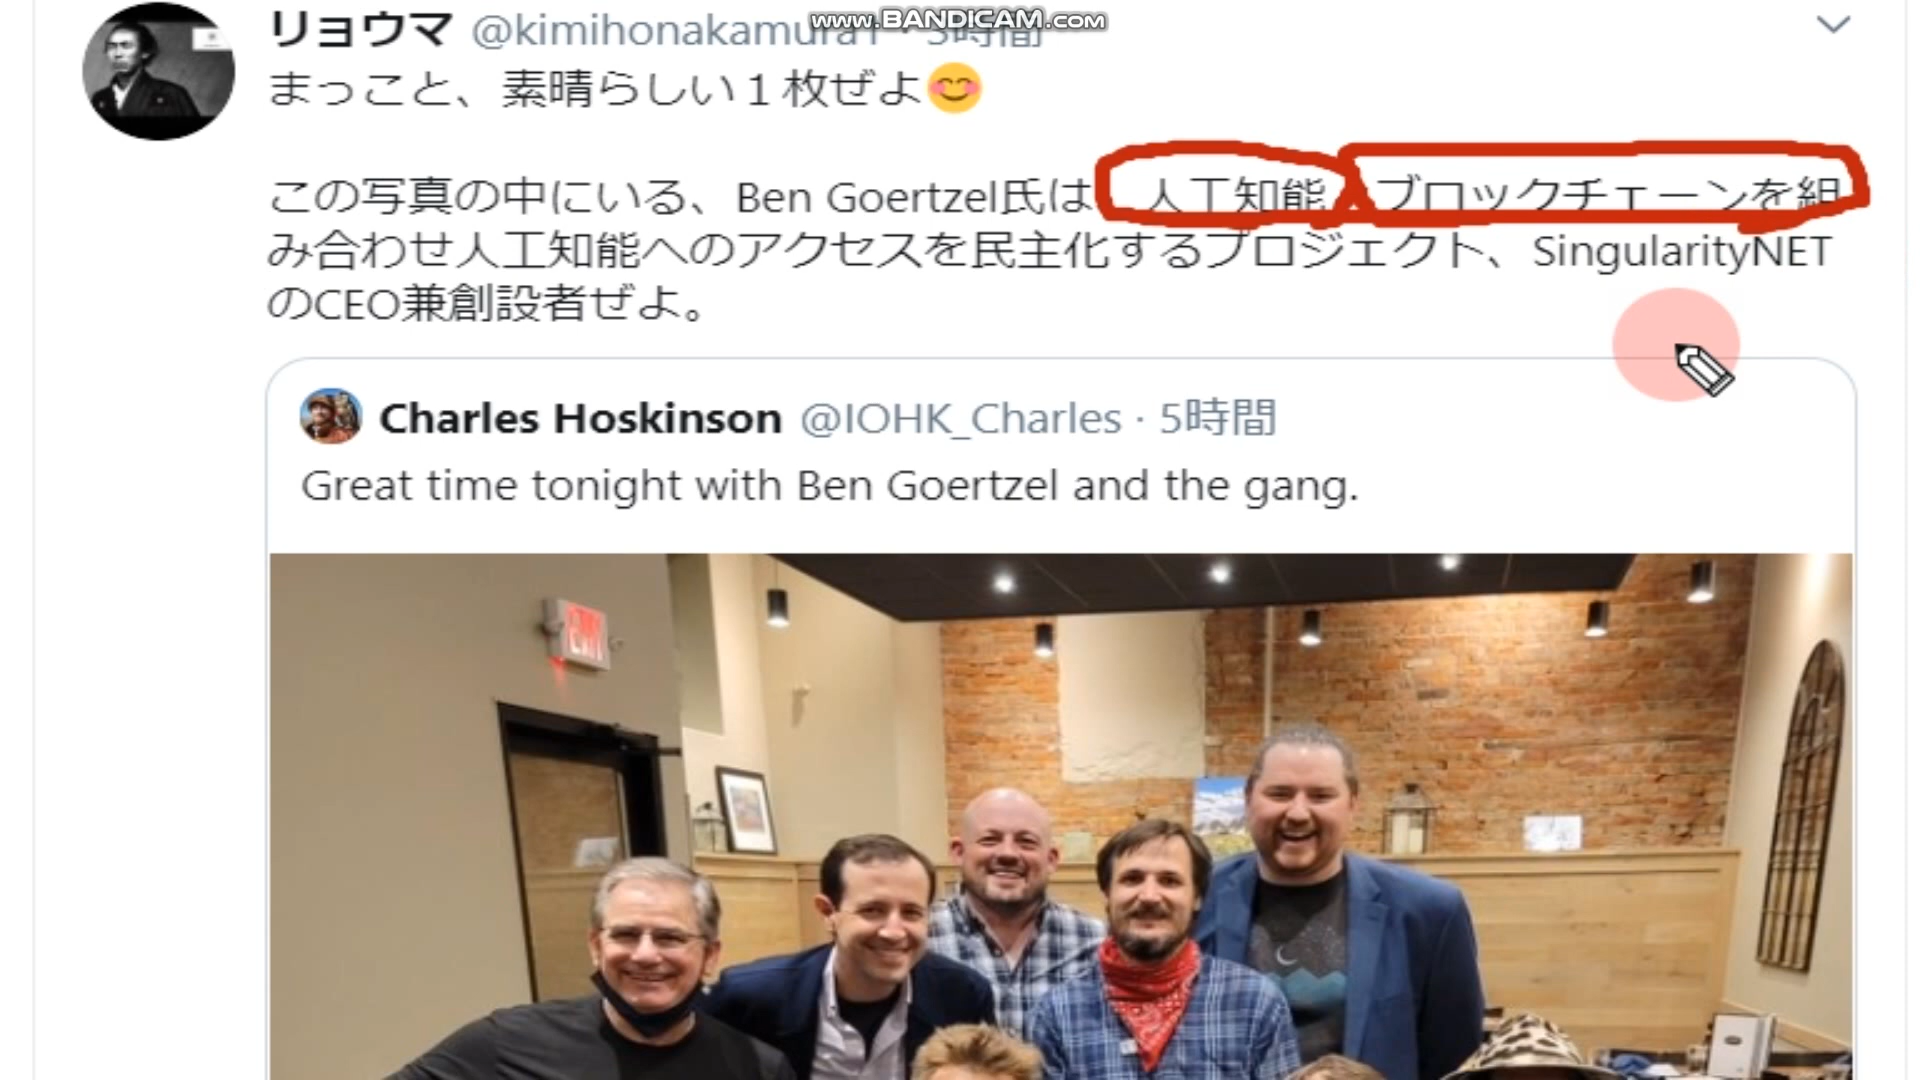 www.BANDICAM.com
リョウマ @kimihonakamura1 · 5時間
まっこと、素晴らしい１枚ぜよ😊
この写真の中にいる、Ben Goertzel氏は 人工知能 ブロックチェーンを組
み合わせ人工知能へのアクセスを民主化するプロジェクト、SingularityNET
のCEO兼創設者ぜよ。
Charles Hoskinson @IOHK_Charles · 5時間
Great time tonight with Ben Goertzel and the gang.
EXIT